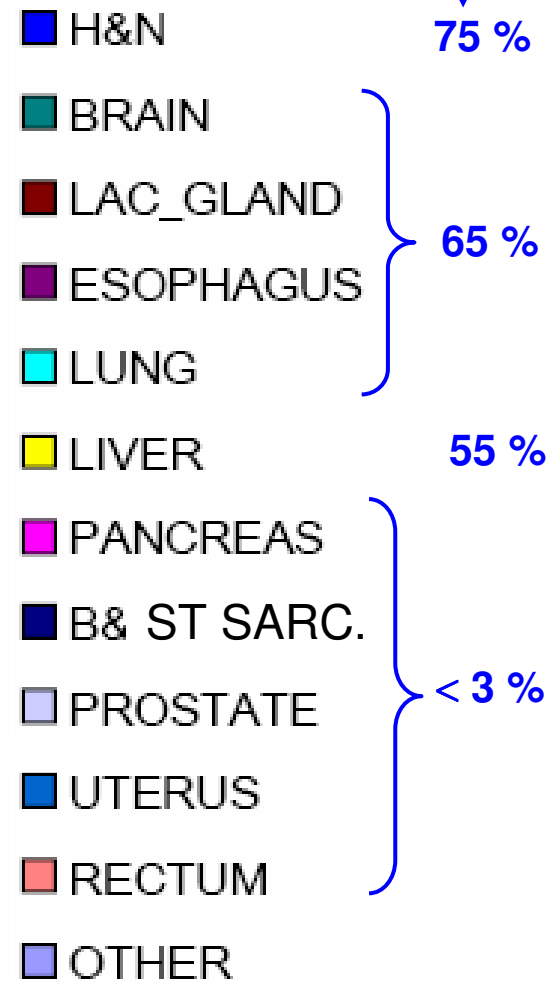 H&N 75 %
BRAIN
LAC_GLAND
65 %
ESOPHAGUS
LUNG
LIVER 55 %
PANCREAS
B& ST SARC.
< 3 %
PROSTATE
UTERUS
RECTUM
OTHER